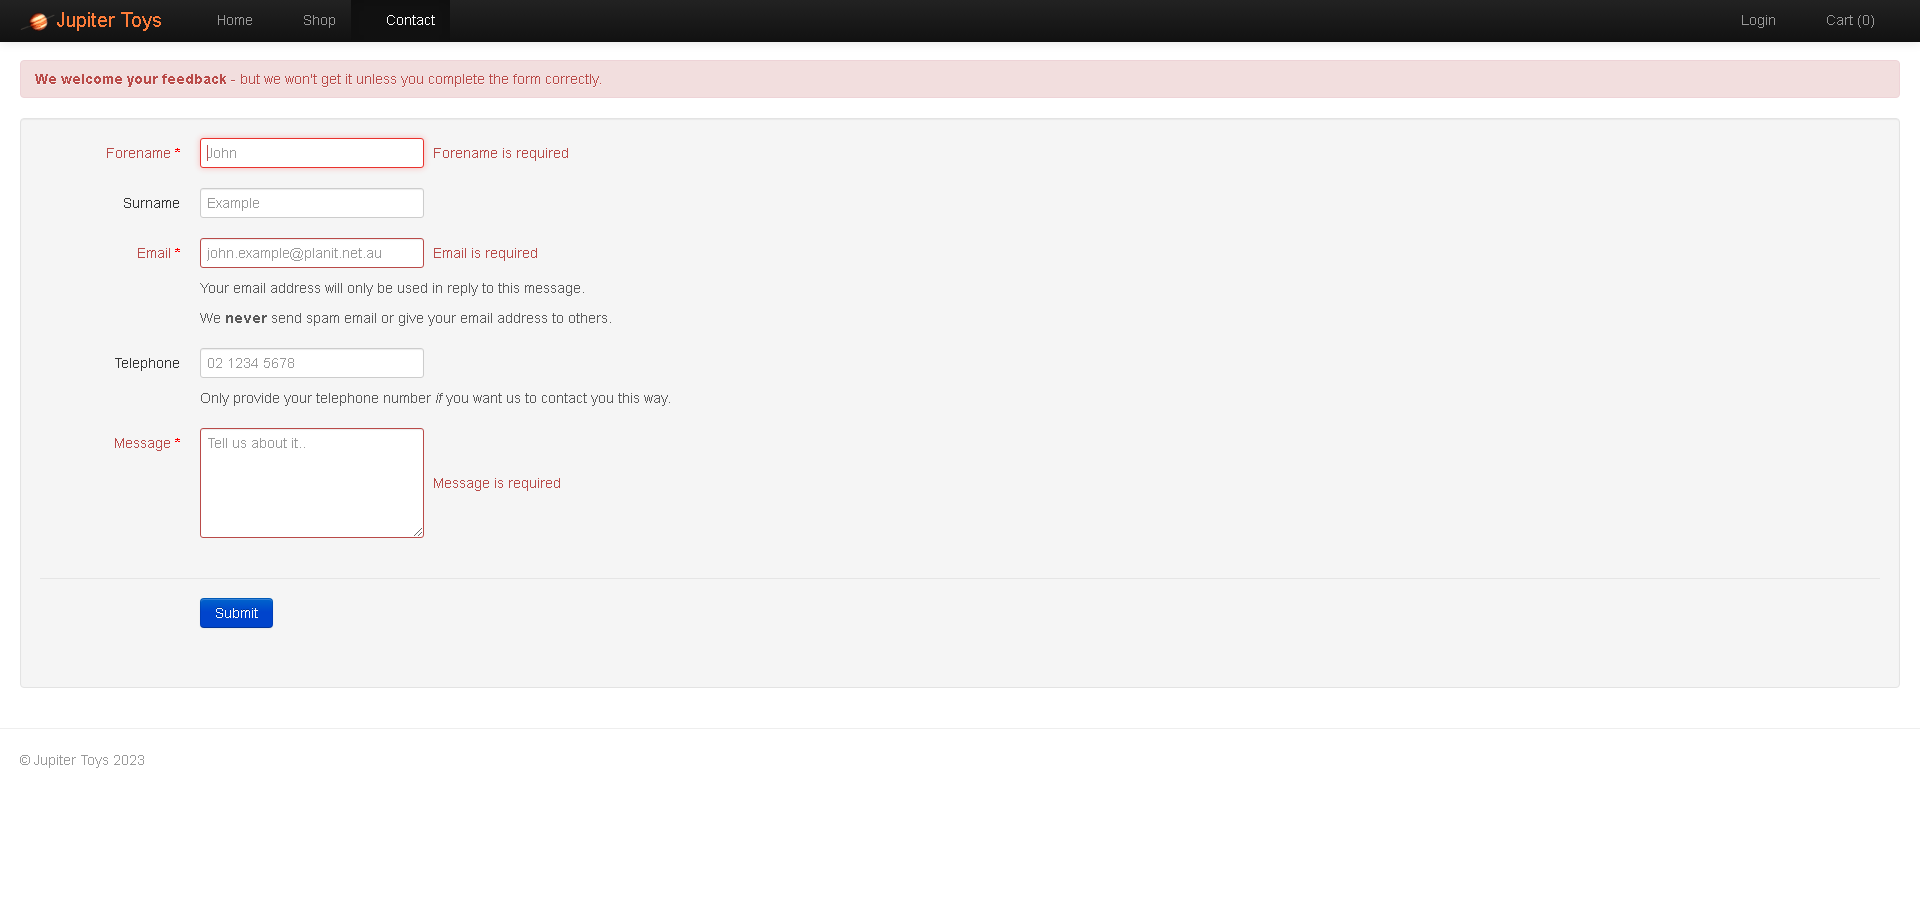 Jupiter Toys Home Shop Contact Login Cart (0)
We welcome your feedback - but we won't get it unless you complete the form correctly.
Forename * John Forename is required
Surname Example
Email * john.example@planit.net.au Email is required
Your email address will only be used in reply to this message.
We never send spam email or give your email address to others.
Telephone 02 1234 5678
Only provide your telephone number if you want us to contact you this way.
Message * Tell us about it..
Message is required
Submit
© Jupiter Toys 2023